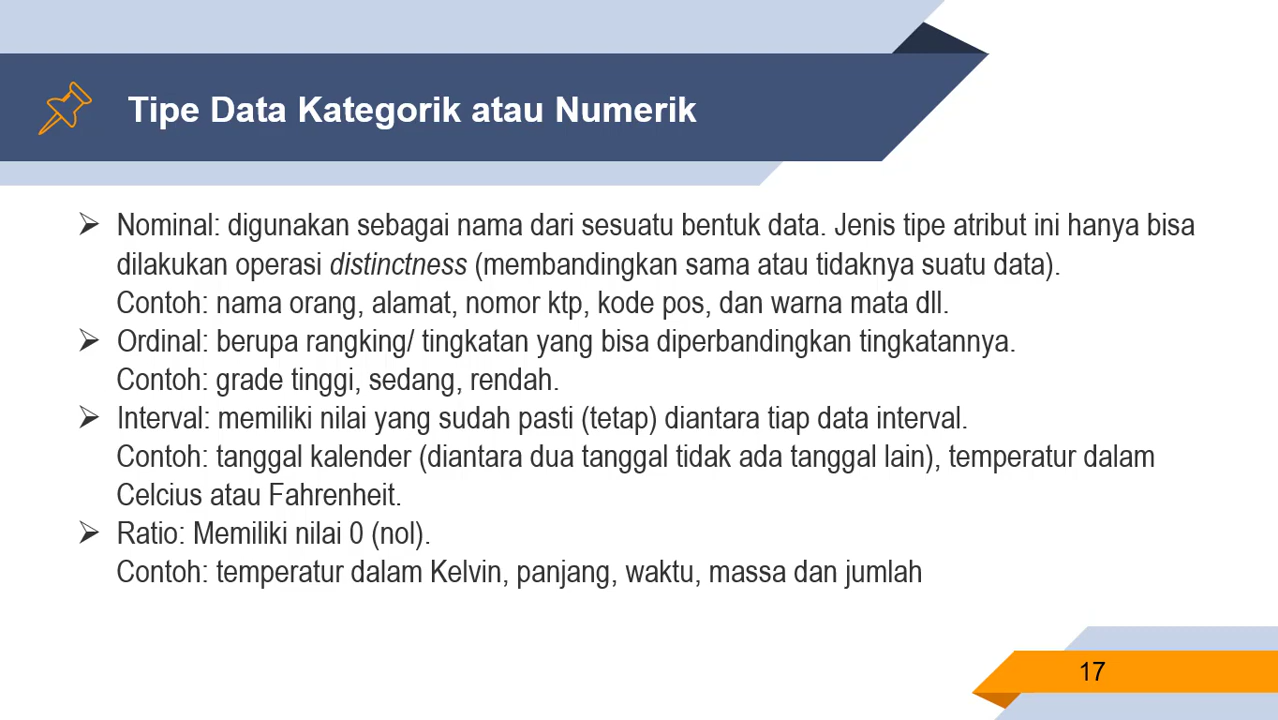 Tipe Data Kategorik atau Numerik
➢ Nominal: digunakan sebagai nama dari sesuatu bentuk data. Jenis tipe atribut ini hanya bisa
dilakukan operasi distinctness (membandingkan sama atau tidaknya suatu data).
Contoh: nama orang, alamat, nomor ktp, kode pos, dan warna mata dll.
➢ Ordinal: berupa rangking/ tingkatan yang bisa diperbandingkan tingkatannya.
Contoh: grade tinggi, sedang, rendah.
➢ Interval: memiliki nilai yang sudah pasti (tetap) diantara tiap data interval.
Contoh: tanggal kalender (diantara dua tanggal tidak ada tanggal lain), temperatur dalam
Celcius atau Fahrenheit.
➢ Ratio: Memiliki nilai 0 (nol).
Contoh: temperatur dalam Kelvin, panjang, waktu, massa dan jumlah
17